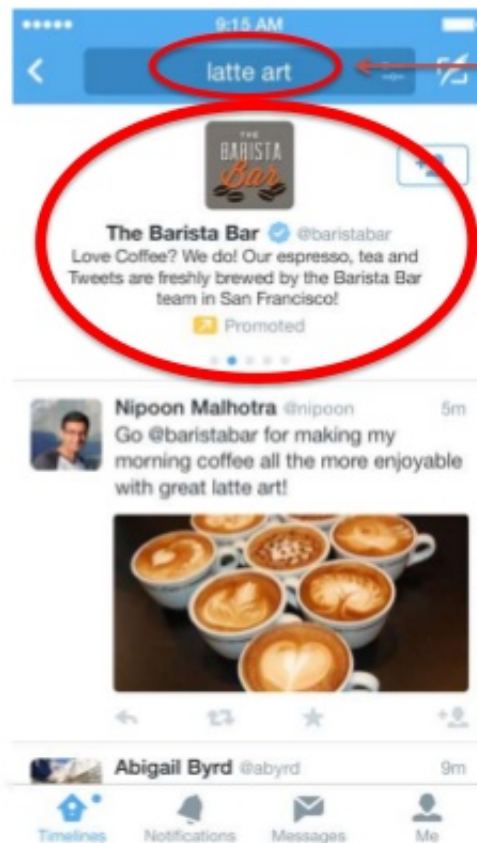 9:15 AM
latte art
THE
BARISTA
Bar
The Barista Bar @baristabar
Love Coffee? We do! Our espresso, tea and
Tweets are freshly brewed by the Barista Bar
team in San Francisco!
Promoted
Nipoon Malhotra @nipoon 5m
Go @baristabar for making my
morning coffee all the more enjoyable
with great latte art!
Abigail Byrd @abyrd 9m
Timelines Notifications Messages Me